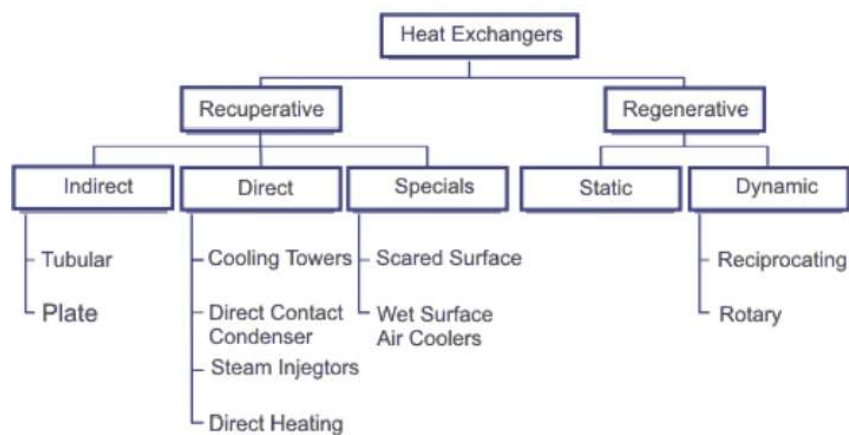 Heat Exchangers
Recuperative
Regenerative
Indirect
Direct
Specials
Static
Dynamic
Tubular
Plate
Cooling Towers
Direct Contact
Condenser
Steam Injegtors
Direct Heating
Scared Surface
Wet Surface
Air Coolers
Reciprocating
Rotary